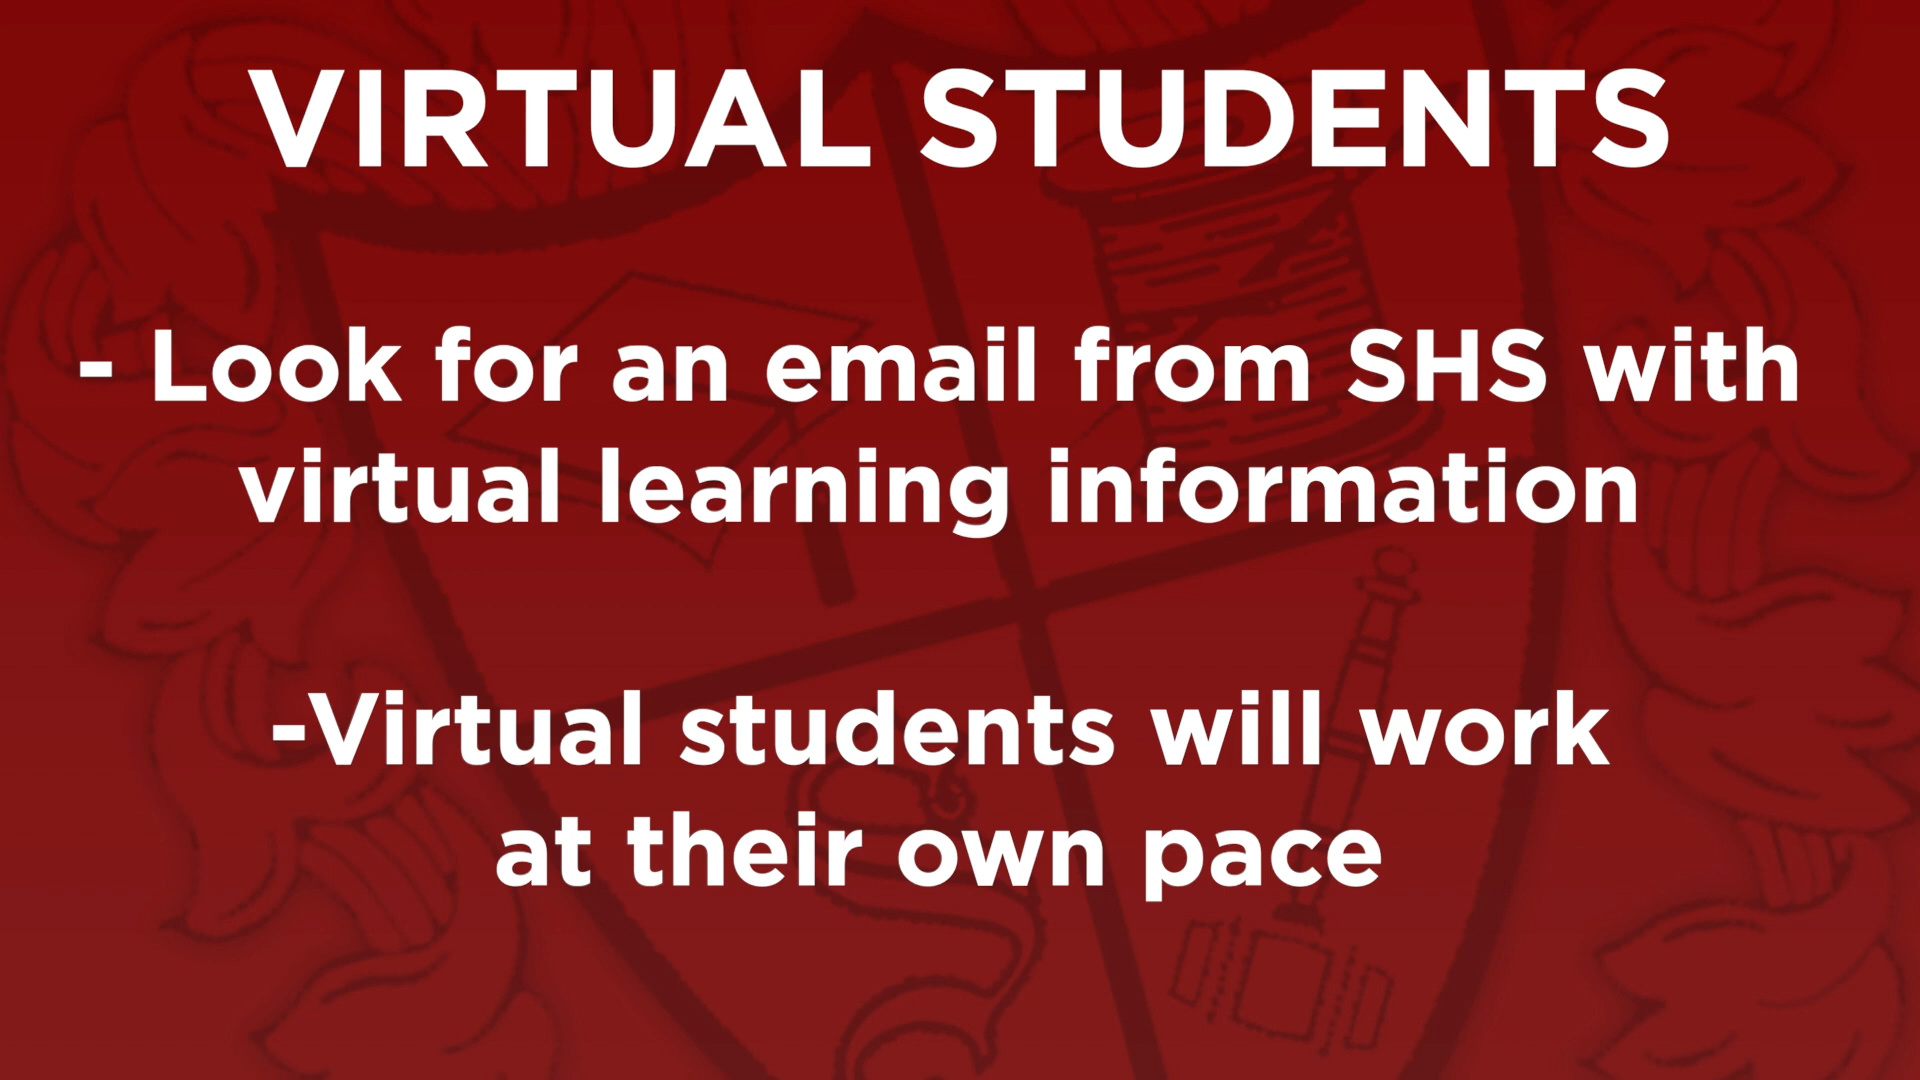 VIRTUAL STUDENTS
- Look for an email from SHS with
virtual learning information
-Virtual students will work
at their own pace